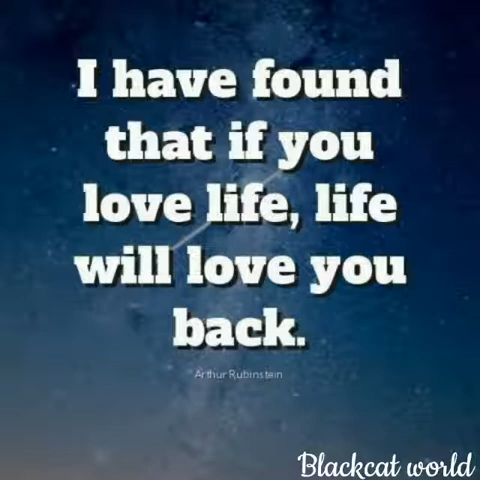 I have found
that if you
love life, life
will love you
back.
Arthur Rubinstein
Blackcat world